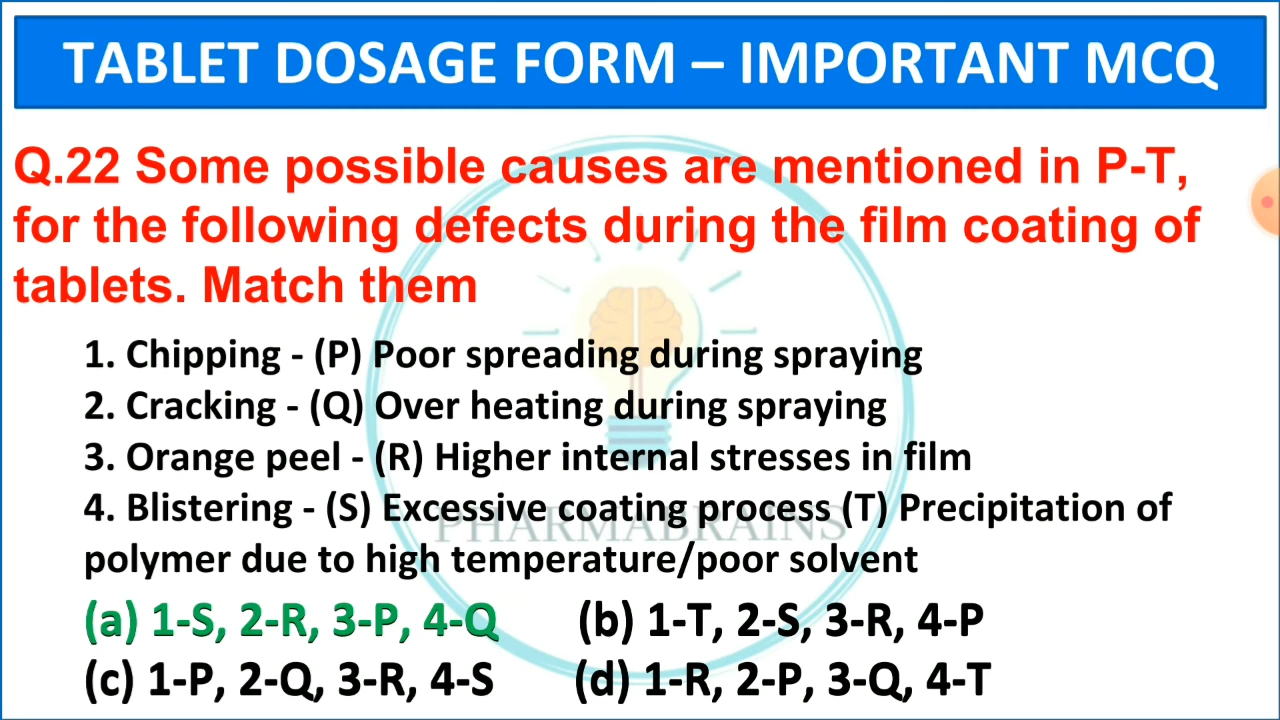 TABLET DOSAGE FORM – IMPORTANT MCQ
Q.22 Some possible causes are mentioned in P-T,
for the following defects during the film coating of
tablets. Match them
1. Chipping - (P) Poor spreading during spraying
2. Cracking - (Q) Over heating during spraying
3. Orange peel - (R) Higher internal stresses in film
4. Blistering - (S) Excessive coating process (T) Precipitation of
PHARMABRAINS
polymer due to high temperature/poor solvent
(a) 1-S, 2-R, 3-P, 4-Q (b) 1-T, 2-S, 3-R, 4-P
(c) 1-P, 2-Q, 3-R, 4-S (d) 1-R, 2-P, 3-Q, 4-T